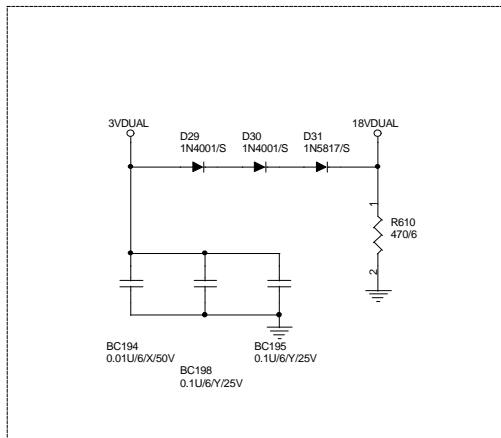 3VDUAL
18VDUAL
D29
1N4001/S
D30
1N4001/S
D31
1N5817/S
1
R610
470/6
2
BC194
0.01U/6/X/50V
BC198
0.1U/6/Y/25V
BC195
0.1U/6/Y/25V